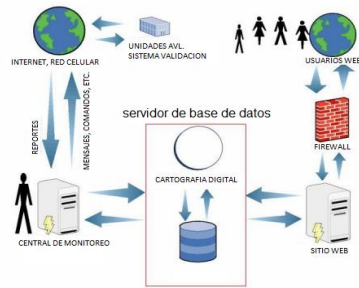 UNIDADES AVL.
SISTEMA VALIDACION
INTERNET, RED CELULAR
USUARIOS WEB
REPORTES
MENSAJES, COMANDOS, ETC.
servidor de base de datos
FIREWALL
CARTOGRAFIA DIGITAL
CENTRAL DE MONITOREO
SITIO WEB